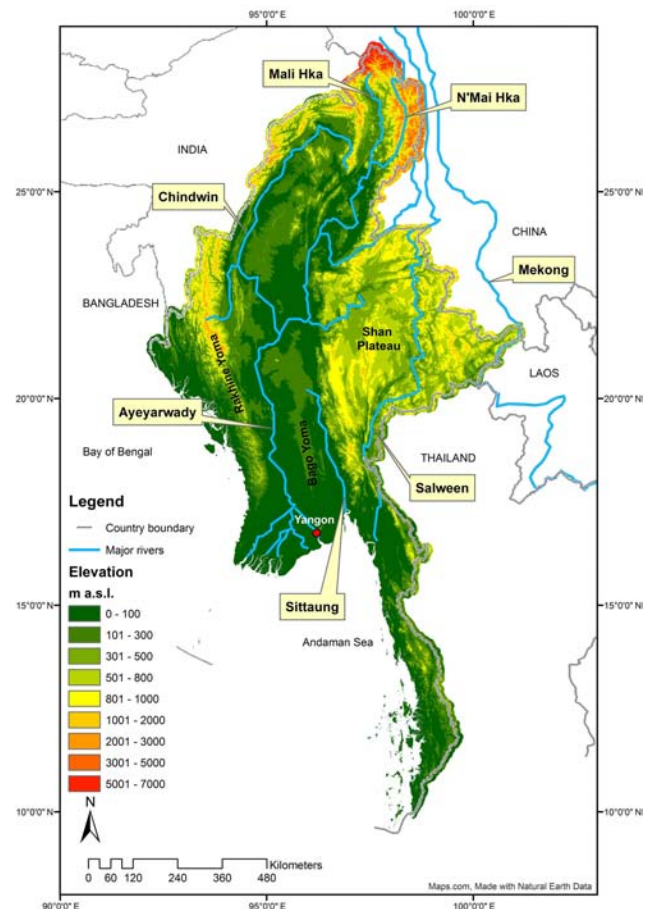 95°0'0"E
100°0'0"E
Mali Hka
N'Mai Hka
INDIA
25°0'0"N
25°0'0"N
Chindwin
CHINA
Mekong
BANGLADESH
Shan
Plateau
Rakhine Yoma
LAOS
20°0'0"N
20°0'0"N
Ayeyarwady
Bago Yoma
Bay of Bengal
THAILAND
Salween
Legend
Country boundary
Major rivers
Yangon
Elevation
m a.s.l.
0 - 100
101 - 300
301 - 500
501 - 800
801 - 1000
1001 - 2000
2001 - 3000
3001 - 5000
5001 - 7000
Sittaung
15°0'0"N
15°0'0"N
Andaman Sea
10°0'0"N
10°0'0"N
N
Kilometers
0 60 120 240 360 480
Maps.com, Made with Natural Earth Data
90°0'0"E
95°0'0"E
100°0'0"E